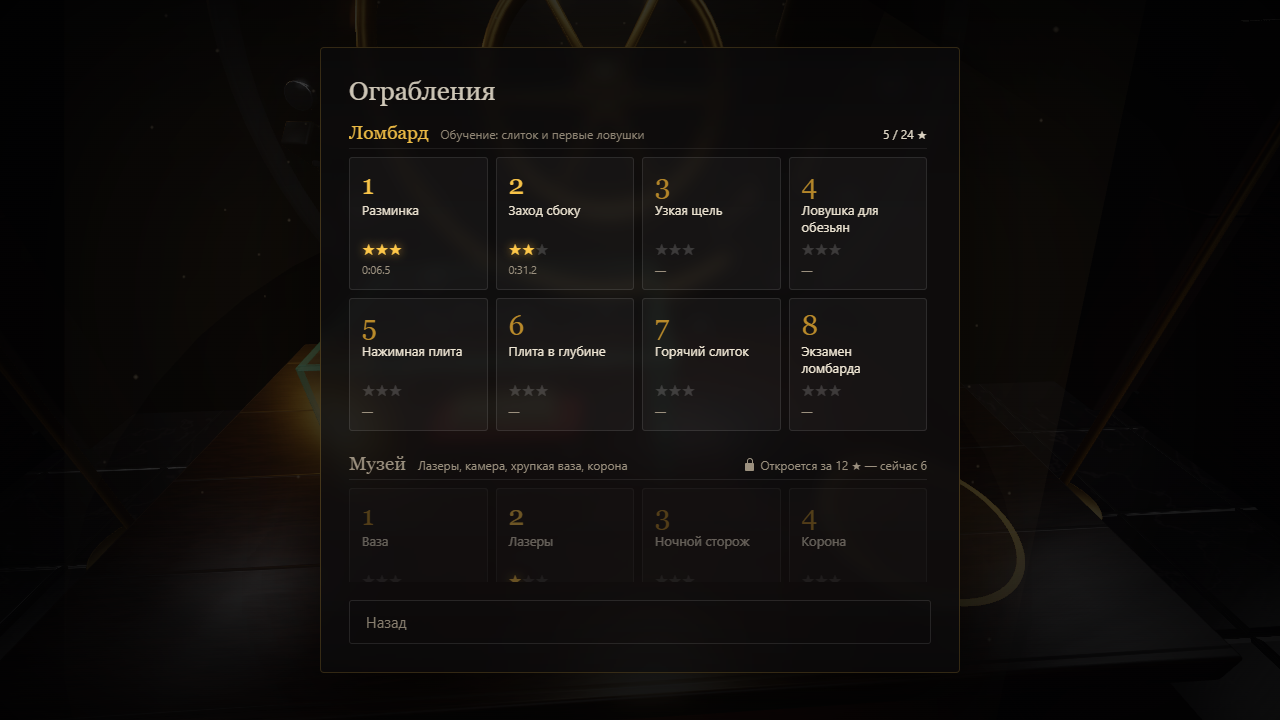 Ограбления
Ломбард Обучение: слиток и первые ловушки 5 / 24 ★
1 2 3 4
Разминка Заход сбоку Узкая щель Ловушка для обезьян
★★★ ★★★ ★★★ ★★★
0:06.5 0:31.2 — —
5 6 7 8
Нажимная плита Плита в глубине Горячий слиток Экзамен ломбарда
★★★ ★★★ ★★★ ★★★
— — — —
Музей Лазеры, камера, хрупкая ваза, корона Откроется за 12 ★ — сейчас 6
1 2 3 4
Ваза Лазеры Ночной сторож Корона
★★★ ★★★ ★★★ ★★★
Назад